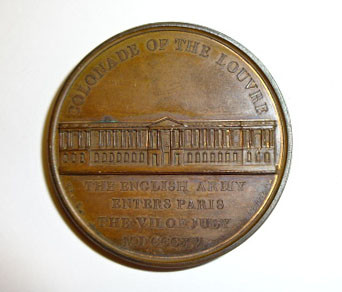 COLONADE OF THE LOUVRE
THE ENGLISH ARMY
ENTERS PARIS
THE VII OF JULY